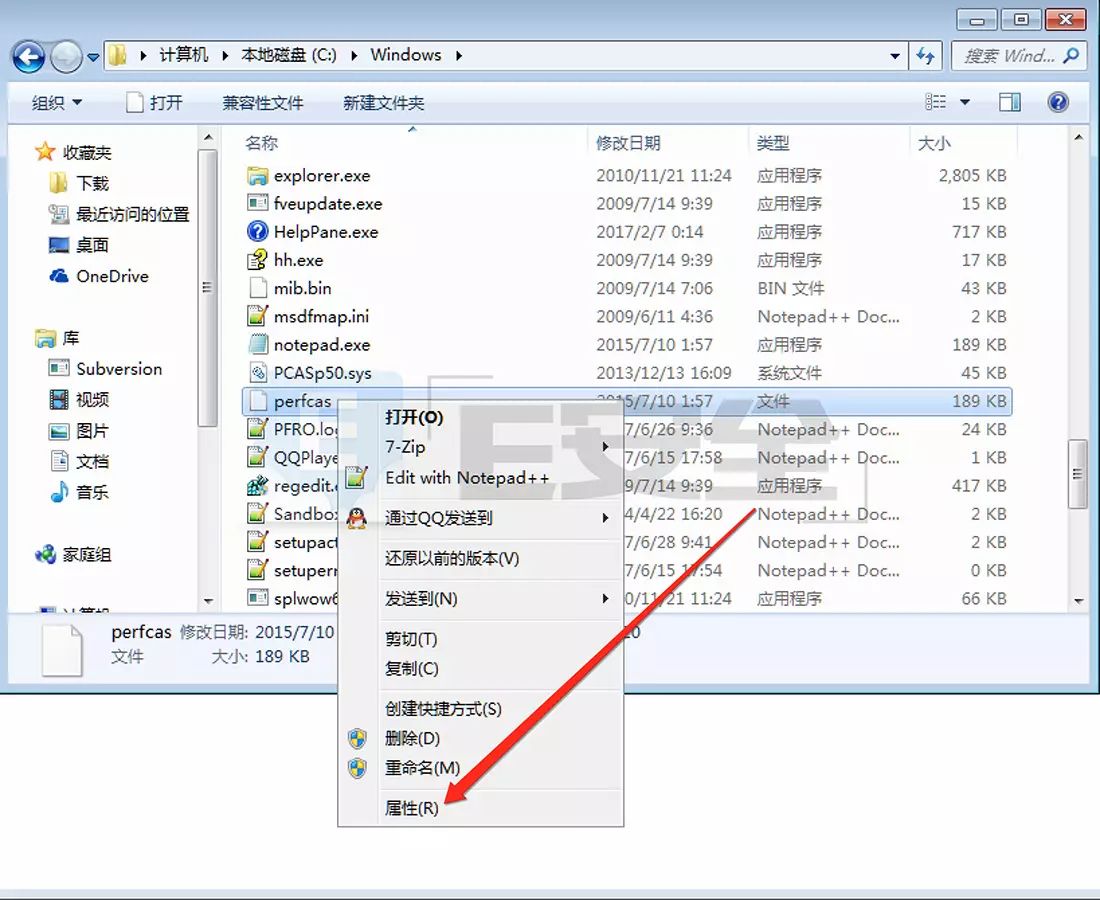 计算机 本地磁盘 (C:) Windows
搜索 Wind...
组织 打开 兼容性文件 新建文件夹
收藏夹
下载
最近访问的位置
桌面
OneDrive
库
Subversion
视频
图片
文档
音乐
家庭组
计算机
名称 修改日期 类型 大小
explorer.exe 2010/11/21 11:24 应用程序 2,805 KB
fveupdate.exe 2009/7/14 9:39 应用程序 15 KB
HelpPane.exe 2017/2/7 0:14 应用程序 717 KB
hh.exe 2009/7/14 9:39 应用程序 17 KB
mib.bin 2009/7/14 7:06 BIN 文件 43 KB
msdfmap.ini 2009/6/11 4:36 Notepad++ Doc... 2 KB
notepad.exe 2015/7/10 1:57 应用程序 189 KB
PCASp50.sys 2013/12/13 16:09 系统文件 45 KB
perfcas 2015/7/10 1:57 文件 189 KB
PFRO.lo 7/6/26 9:36 Notepad++ Doc... 24 KB
QQPlaye 7/6/15 17:58 Notepad++ Doc... 1 KB
regedit. 9/7/14 9:39 应用程序 417 KB
Sandbo 4/4/22 16:20 Notepad++ Doc... 2 KB
setupact 7/6/28 9:41 Notepad++ Doc... 2 KB
setuperr 7/6/15 17:54 Notepad++ Doc... 0 KB
splwow6 0/11/21 11:24 应用程序 66 KB
E安全
打开(O)
7-Zip
Edit with Notepad++
通过QQ发送到
还原以前的版本(V)
发送到(N)
剪切(T)
复制(C)
创建快捷方式(S)
删除(D)
重命名(M)
属性(R)
perfcas 修改日期: 2015/7/10 20
文件 大小: 189 KB